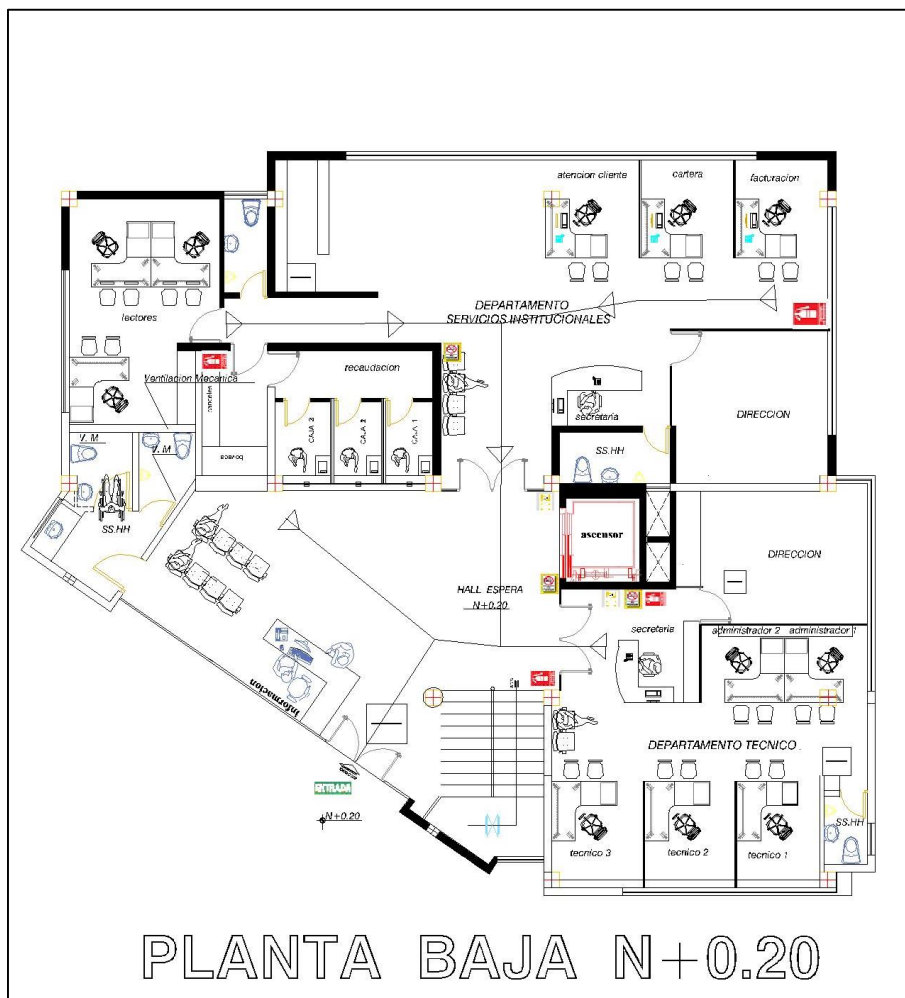 atencion cliente
cartera
facturacion
DEPARTAMENTO
SERVICIOS INSTITUCIONALES
lectores
Ventilacion Mecanica
recaudacion
canceles
secretaria
DIRECCION
CAJA 3
CAJA 2
CAJA 1
V. M
V. M
boveda
SS.HH
SS.HH
ascensor
DIRECCION
HALL ESPERA
N+0.20
secretaria
administrador 2
administrador 1
informacion
DEPARTAMENTO TECNICO
ENTRADA
N+0.20
SS.HH
tecnico 3
tecnico 2
tecnico 1
PLANTA BAJA N+0.20